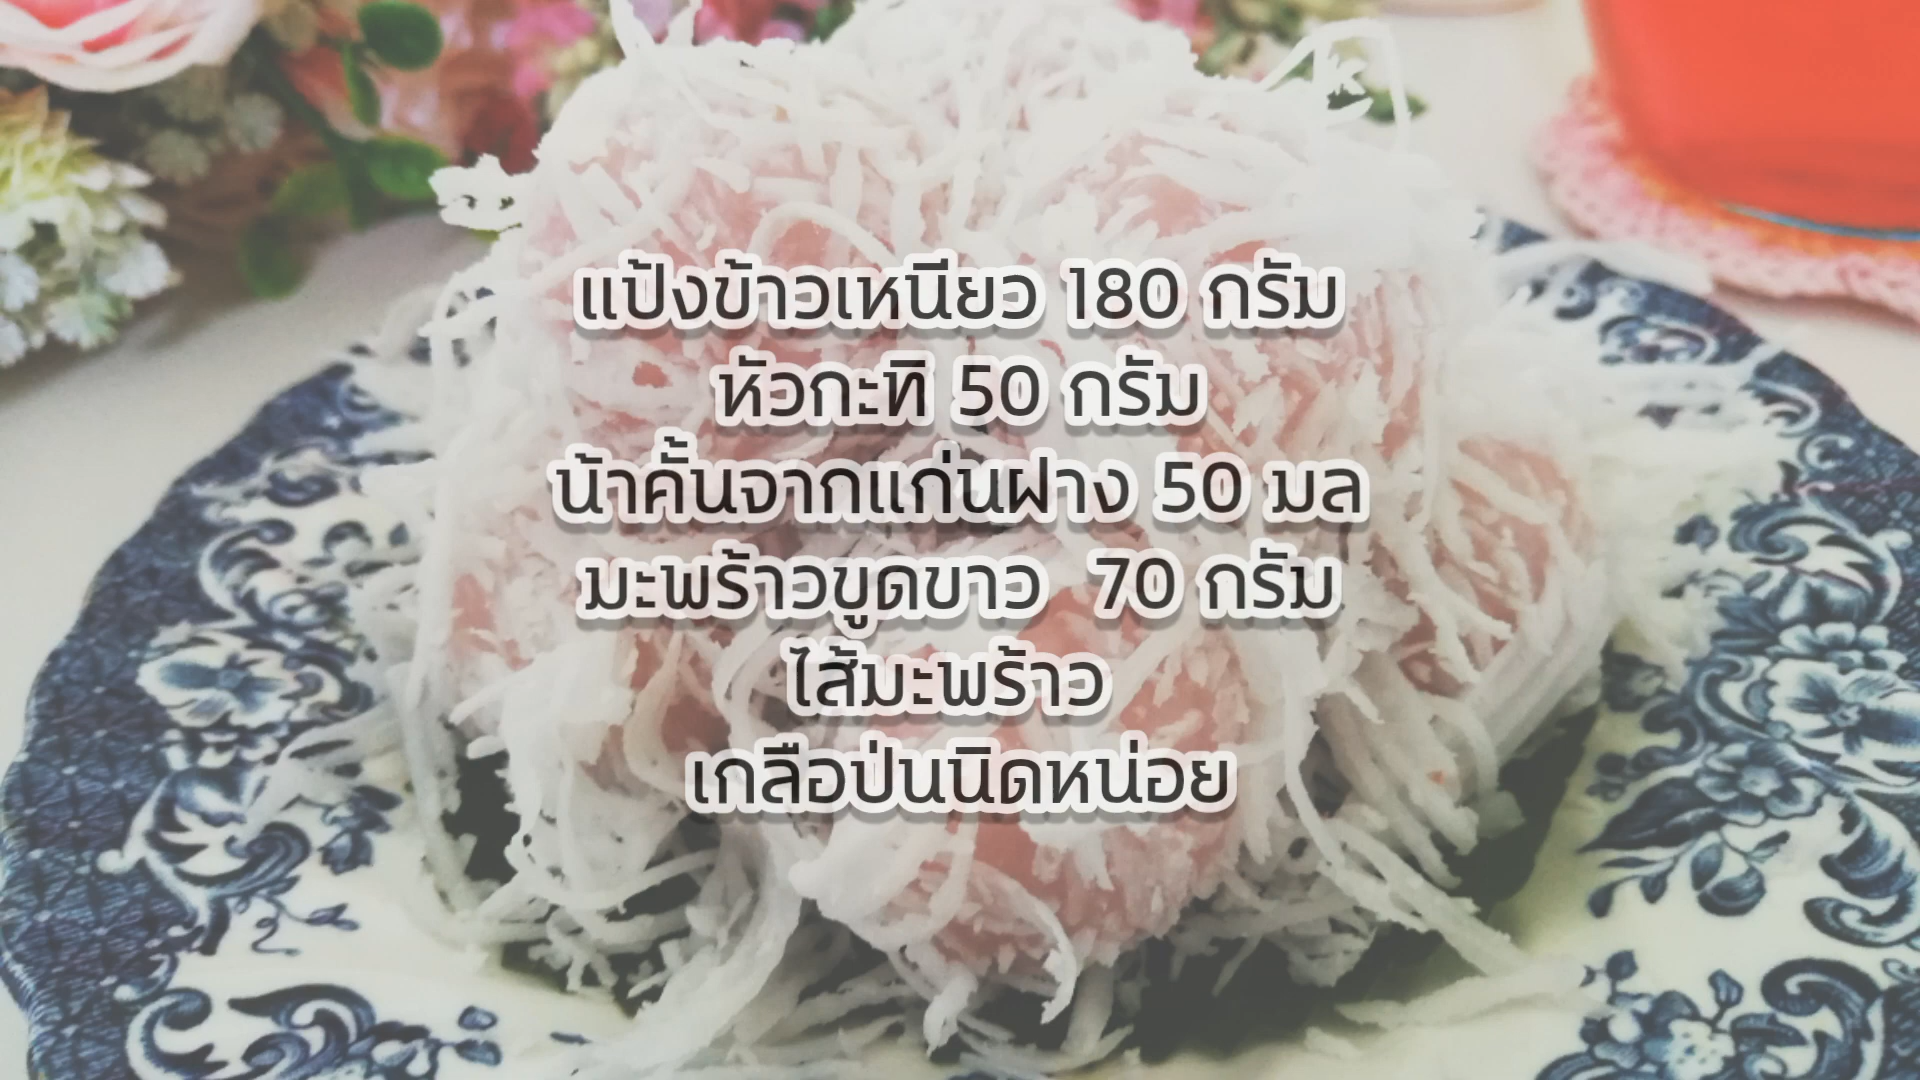 แป้งข้าวเหนียว 180 กรัม
หัวกะทิ 50 กรัม
น้าคั้นจากแก่นฝาง 50 มล
มะพร้าวขูดขาว 70 กรัม
ไส้มะพร้าว
เกลือป่นนิดหน่อย